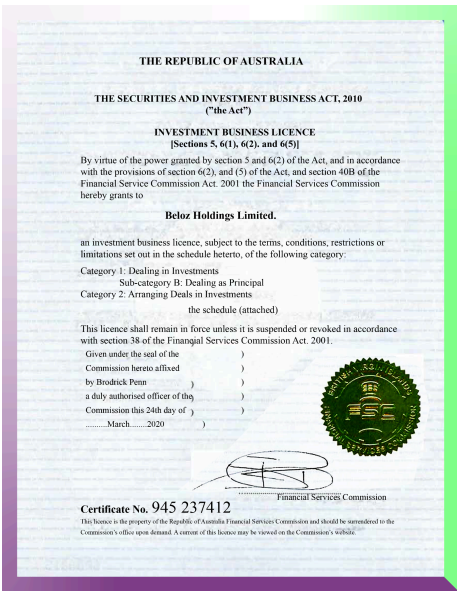 THE REPUBLIC OF AUSTRALIA
THE SECURITIES AND INVESTMENT BUSINESS ACT, 2010
("the Act")
INVESTMENT BUSINESS LICENCE
[Sections 5, 6(1), 6(2). and 6(5)]
By virtue of the power granted by section 5 and 6(2) of the Act, and in accordance
with the provisions of section 6(2), and (5) of the Act, and section 40B of the
Financial Service Commission Act. 2001 the Financial Services Commission
hereby grants to
Beloz Holdings Limited.
an investment business licence, subject to the terms, conditions, restrictions or
limitations set out in the schedule heterto, of the following category:
Category 1: Dealing in Investments
Sub-category B: Dealing as Principal
Category 2: Arranging Deals in Investments
the schedule (attached)
This licence shall remain in force unless it is suspended or revoked in accordance
with section 38 of the Financial Services Commission Act. 2001.
Given under the seal of the )
Commission hereto affixed )
by Brodrick Penn ) )
a duly authorised officer of the) )
Commission this 24th day of ) )
..........March........2020 )
FSC
Financial Services Commission
Certificate No. 945 237412
This licence is the property of the Republic of Australia Financial Services Commission and should be surrendered to the
Commission's office upon demand. A current of this licence may be viewed on the Commission's website.